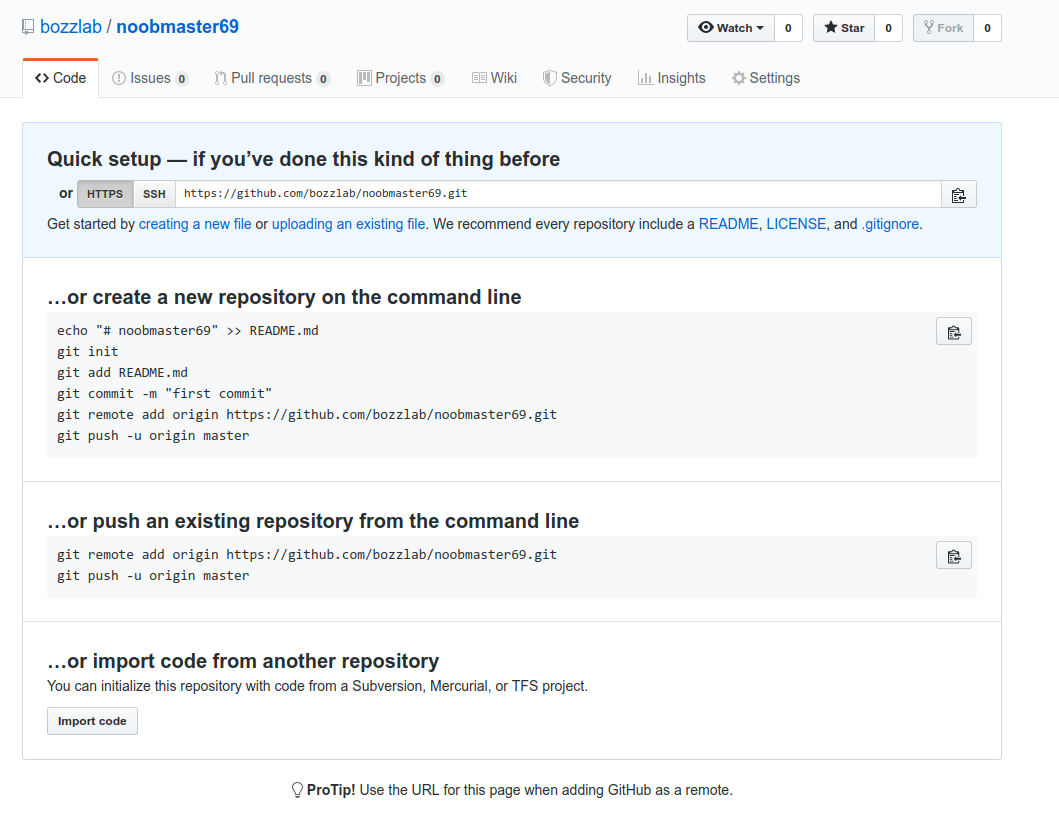 bozzlab / noobmaster69
Watch 0 Star 0 Fork 0
Code Issues 0 Pull requests 0 Projects 0 Wiki Security Insights Settings
Quick setup — if you’ve done this kind of thing before
or HTTPS SSH https://github.com/bozzlab/noobmaster69.git
Get started by creating a new file or uploading an existing file. We recommend every repository include a README, LICENSE, and .gitignore.
…or create a new repository on the command line
echo "# noobmaster69" >> README.md
git init
git add README.md
git commit -m "first commit"
git remote add origin https://github.com/bozzlab/noobmaster69.git
git push -u origin master
…or push an existing repository from the command line
git remote add origin https://github.com/bozzlab/noobmaster69.git
git push -u origin master
…or import code from another repository
You can initialize this repository with code from a Subversion, Mercurial, or TFS project.
Import code
ProTip! Use the URL for this page when adding GitHub as a remote.